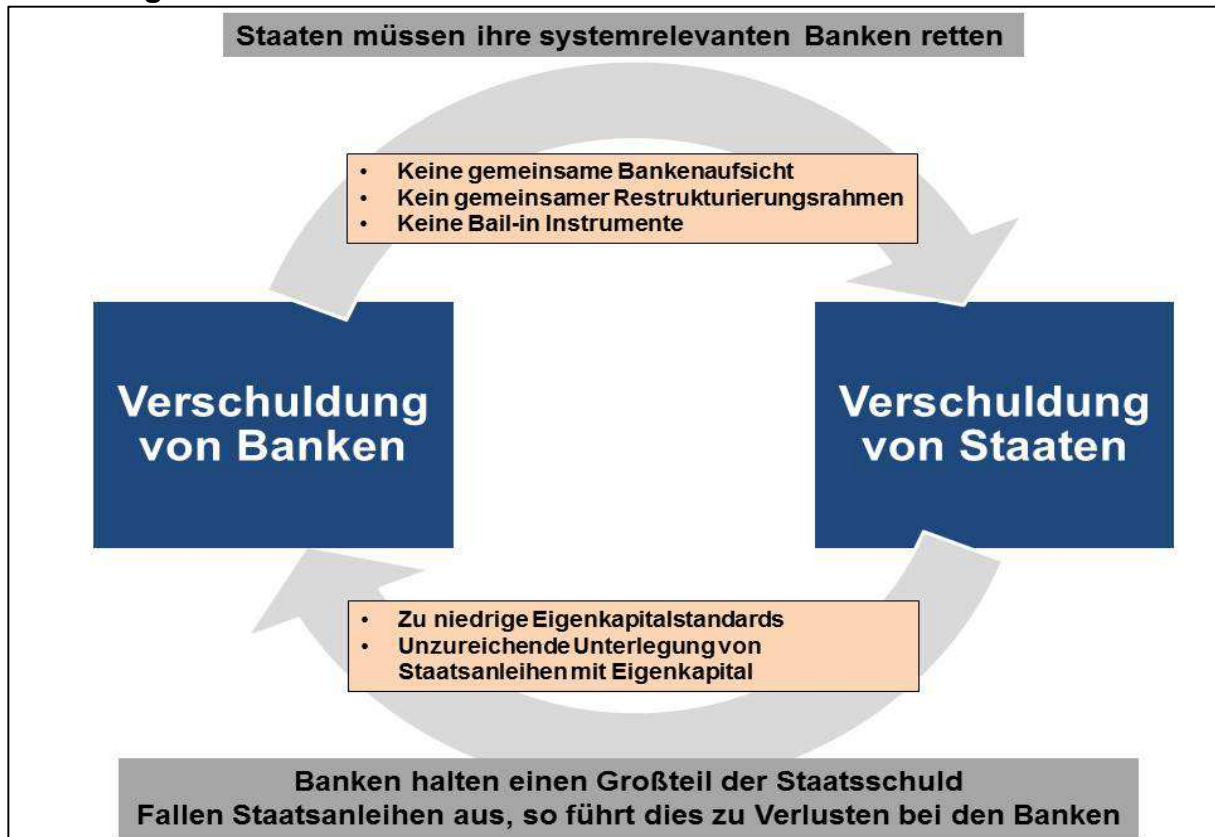 Staaten müssen ihre systemrelevanten Banken retten
• Keine gemeinsame Bankenaufsicht
• Kein gemeinsamer Restrukturierungsrahmen
• Keine Bail-in Instrumente
Verschuldung
von Banken
Verschuldung
von Staaten
• Zu niedrige Eigenkapitalstandards
• Unzureichende Unterlegung von
Staatsanleihen mit Eigenkapital
Banken halten einen Großteil der Staatsschuld
Fallen Staatsanleihen aus, so führt dies zu Verlusten bei den Banken